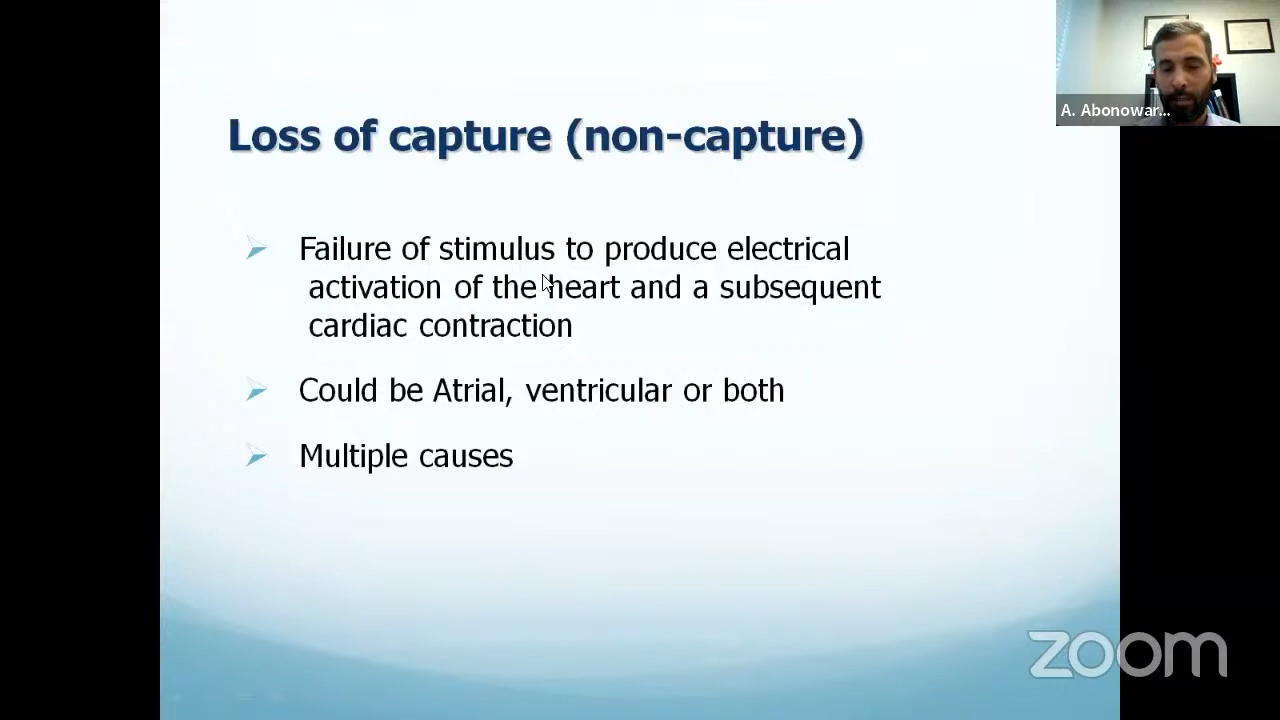 A. Abonowar...
Loss of capture (non-capture)
Failure of stimulus to produce electrical
activation of the heart and a subsequent
cardiac contraction
Could be Atrial, ventricular or both
Multiple causes
zoom